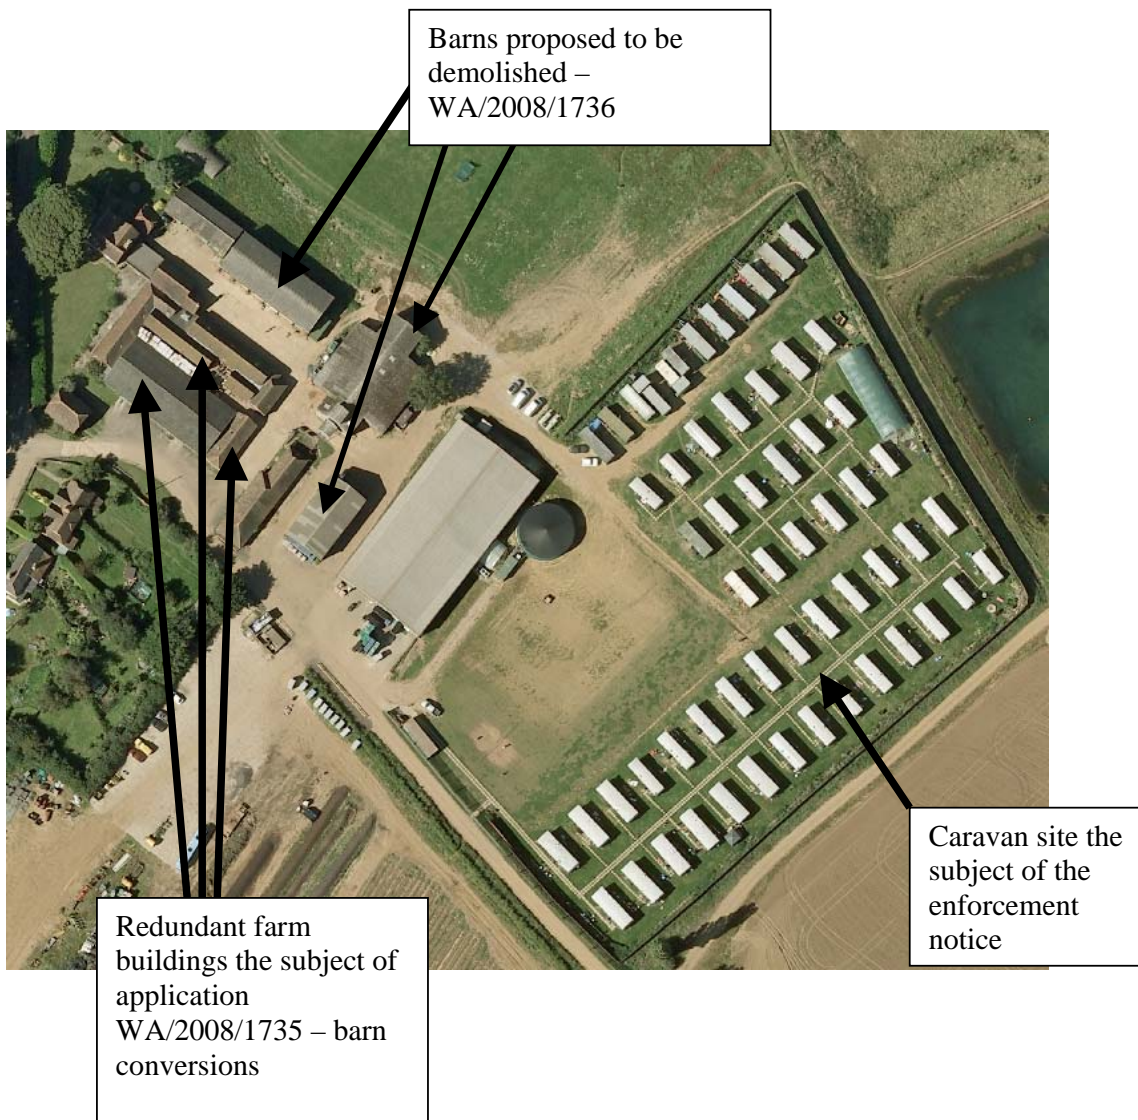 Barns proposed to be
demolished –
WA/2008/1736
Caravan site the
subject of the
enforcement
notice
Redundant farm
buildings the subject of
application
WA/2008/1735 – barn
conversions